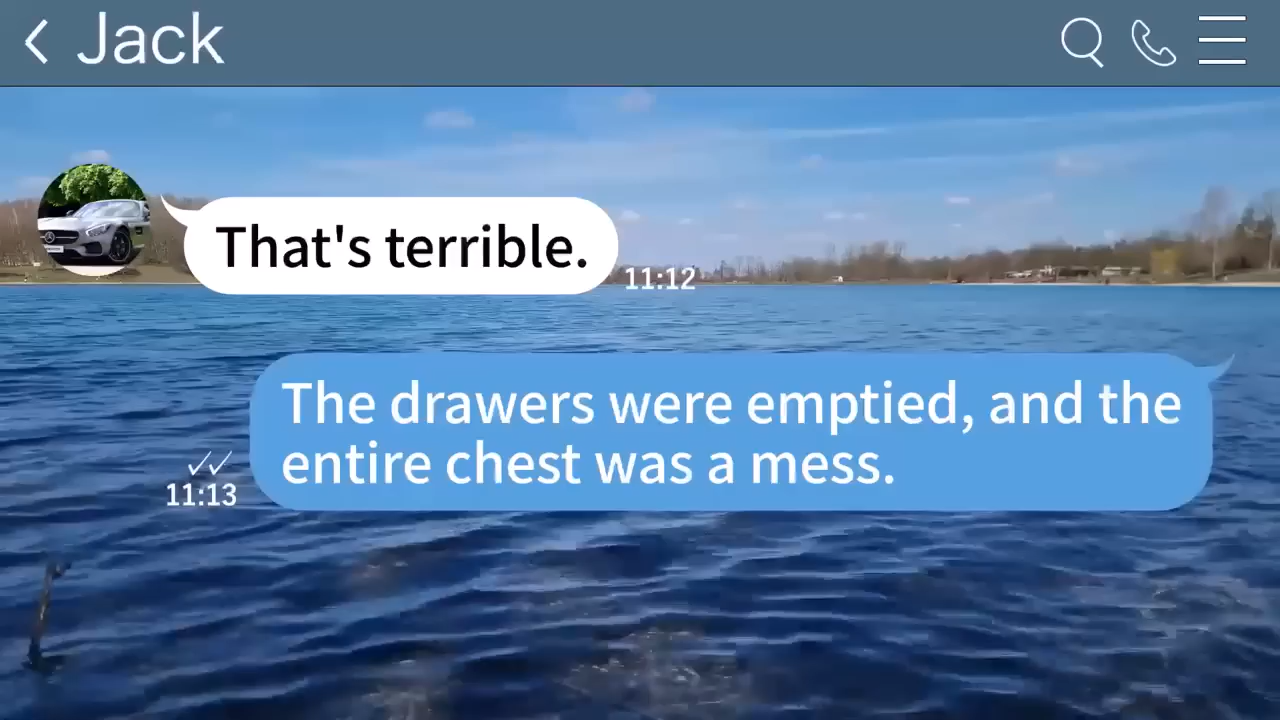 Jack
That's terrible.
11:12
The drawers were emptied, and the
entire chest was a mess.
11:13